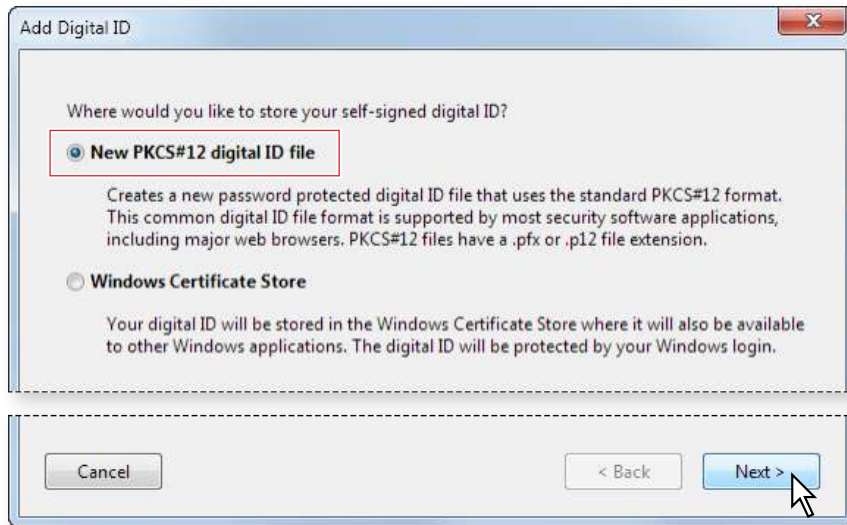 Add Digital ID
Where would you like to store your self-signed digital ID?
New PKCS#12 digital ID file
Creates a new password protected digital ID file that uses the standard PKCS#12 format.
This common digital ID file format is supported by most security software applications,
including major web browsers. PKCS#12 files have a .pfx or .p12 file extension.
Windows Certificate Store
Your digital ID will be stored in the Windows Certificate Store where it will also be available
to other Windows applications. The digital ID will be protected by your Windows login.
Cancel
< Back
Next >